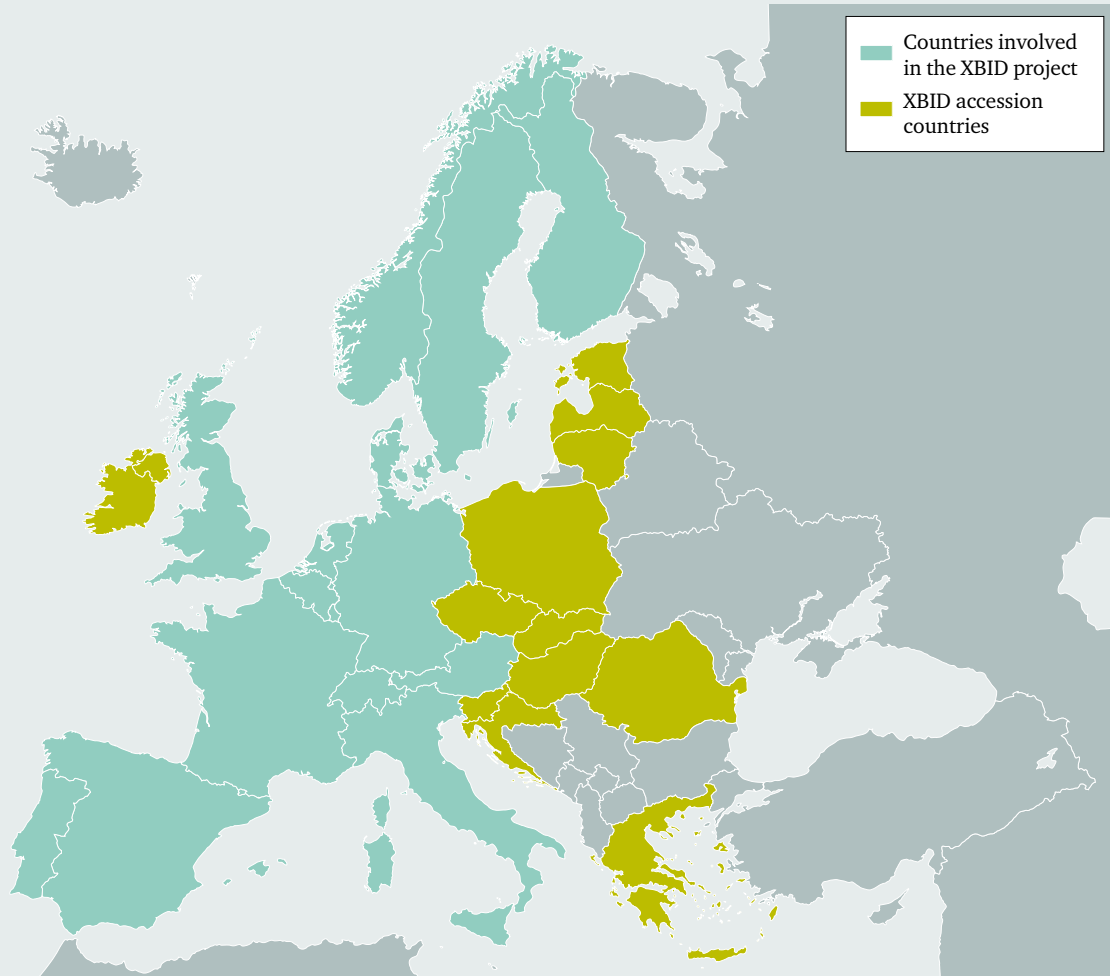 Countries involved
in the XBID project
XBID accession
countries